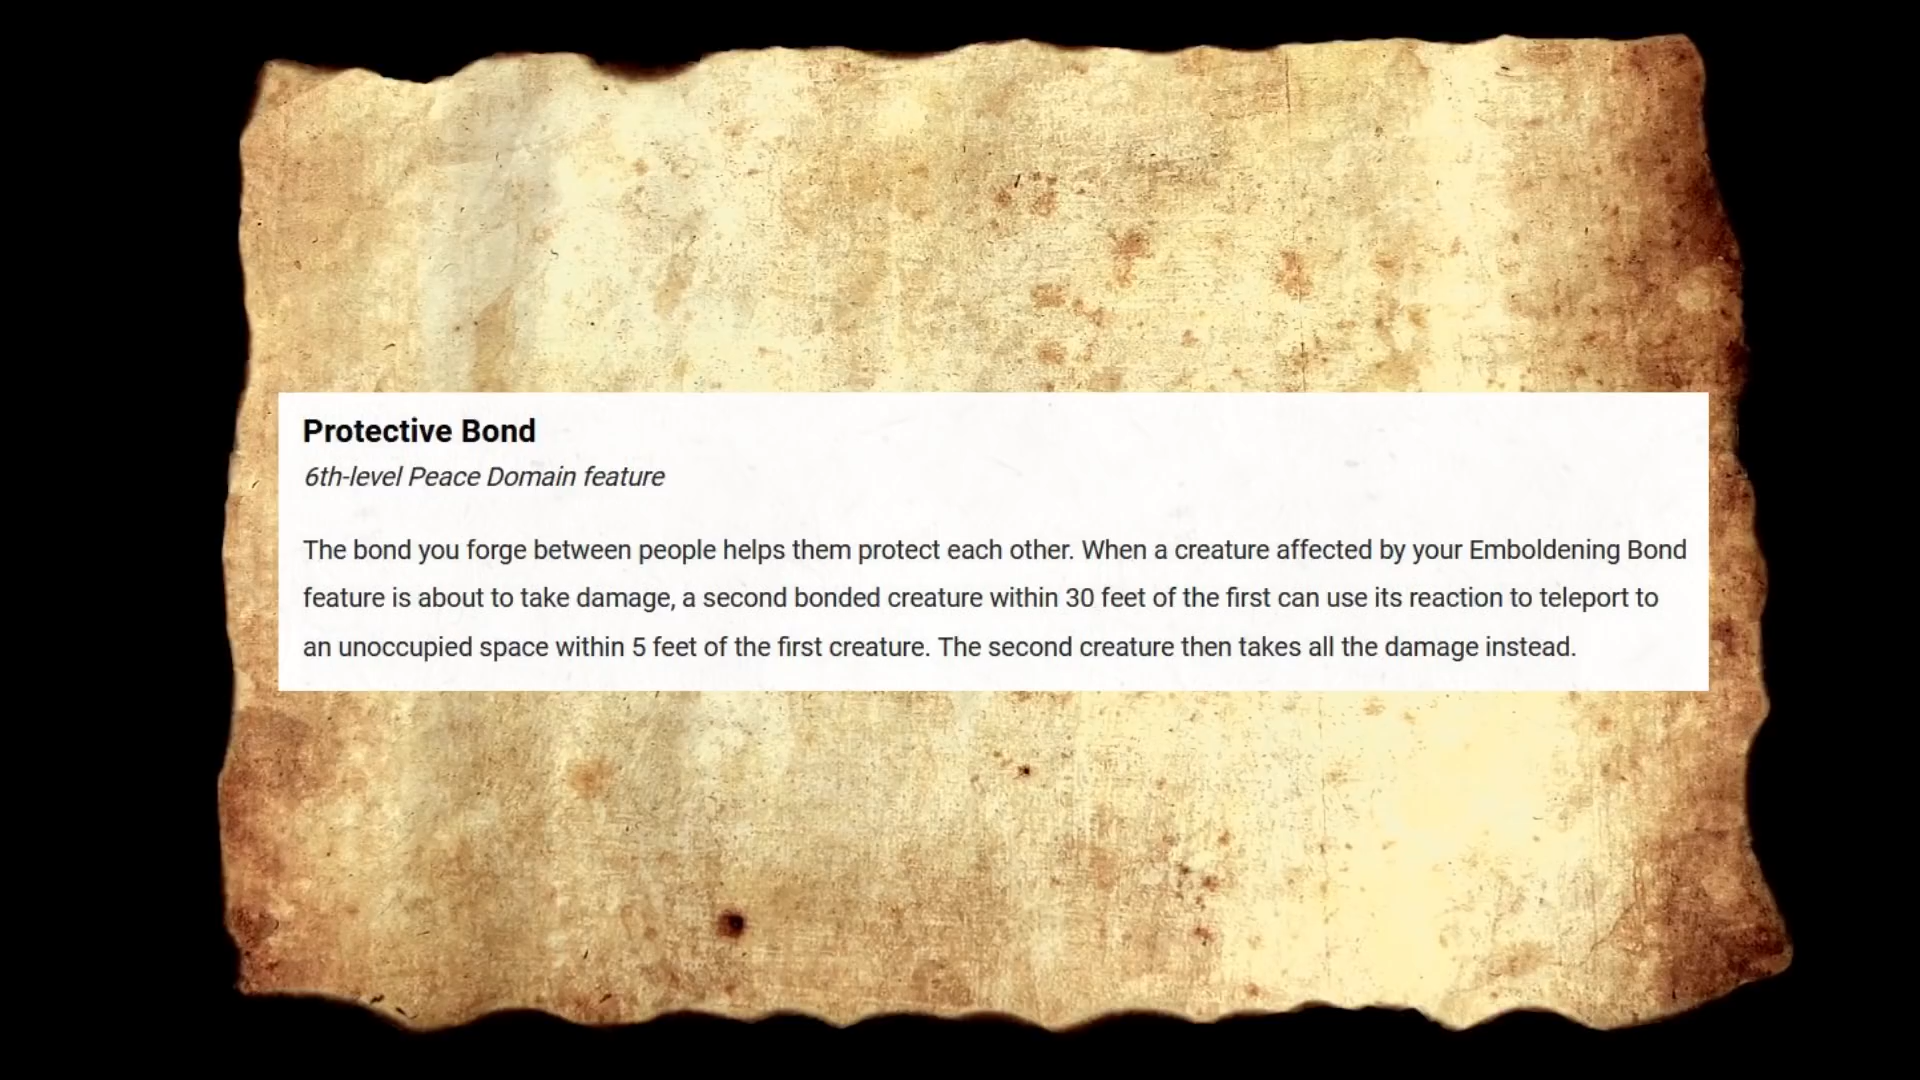 Protective Bond
6th-level Peace Domain feature
The bond you forge between people helps them protect each other. When a creature affected by your Emboldening Bond
feature is about to take damage, a second bonded creature within 30 feet of the first can use its reaction to teleport to
an unoccupied space within 5 feet of the first creature. The second creature then takes all the damage instead.